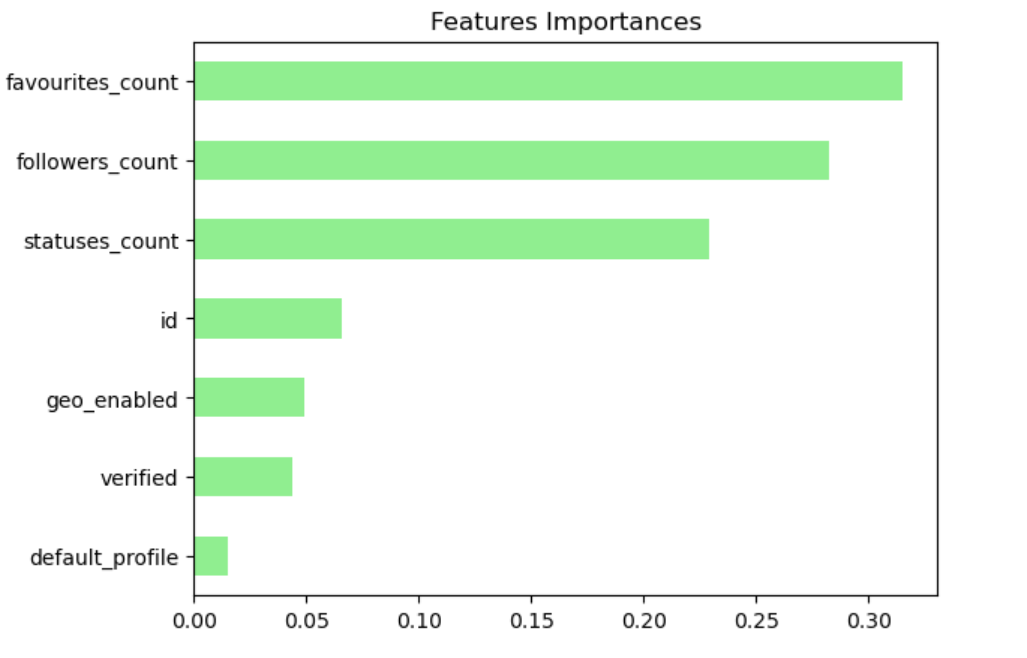 Features Importances
favourites_count
followers_count
statuses_count
id
geo_enabled
verified
default_profile
0.00 0.05 0.10 0.15 0.20 0.25 0.30